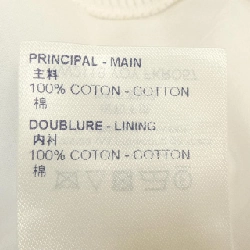 PRINCIPAL - MAIN
主料
100% COTON - COTTON
棉
DOUBLURE - LINING
内衬
100% COTON - COTTON
棉